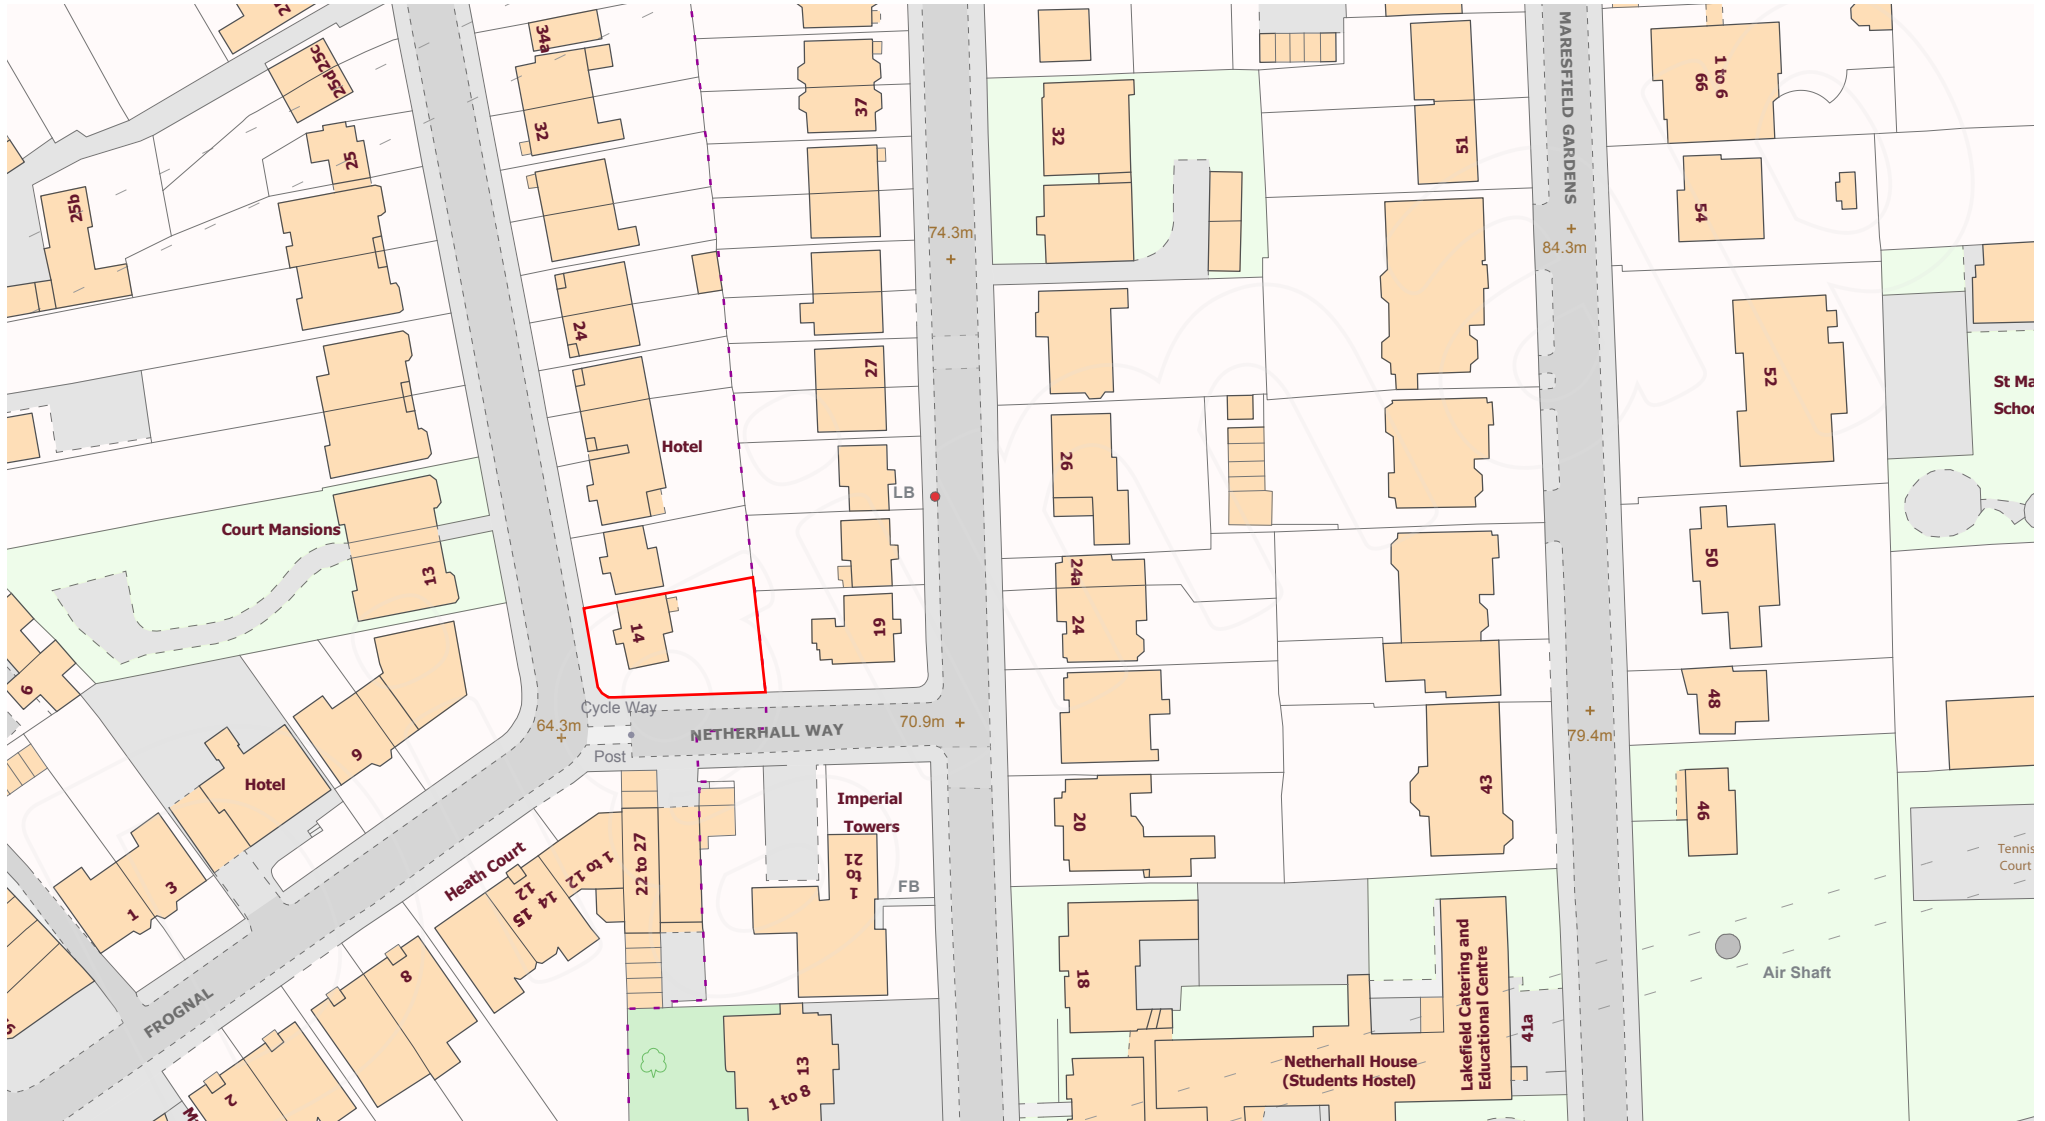 34a
25c
25d
32
25
25b
24
Hotel
Court Mansions
13
14
37
27
LB
19
74.3m
32
51
MARESFIELD GARDENS
84.3m
1 to 6
66
54
52
St Ma
Schoo
26
24a
24
50
48
79.4m
43
46
20
6
9
Hotel
3
1
64.3m
Cycle Way
Post
NETHERHALL WAY
70.9m
Imperial
Towers
1
to
21
FB
22 to 27
1 to 12
Heath Court
12
14
15
8
2
FROGNAL
13
1 to 8
18
Netherhall House
(Students Hostel)
Lakefield Catering and
Educational Centre
41a
Air Shaft
Tennis
Court